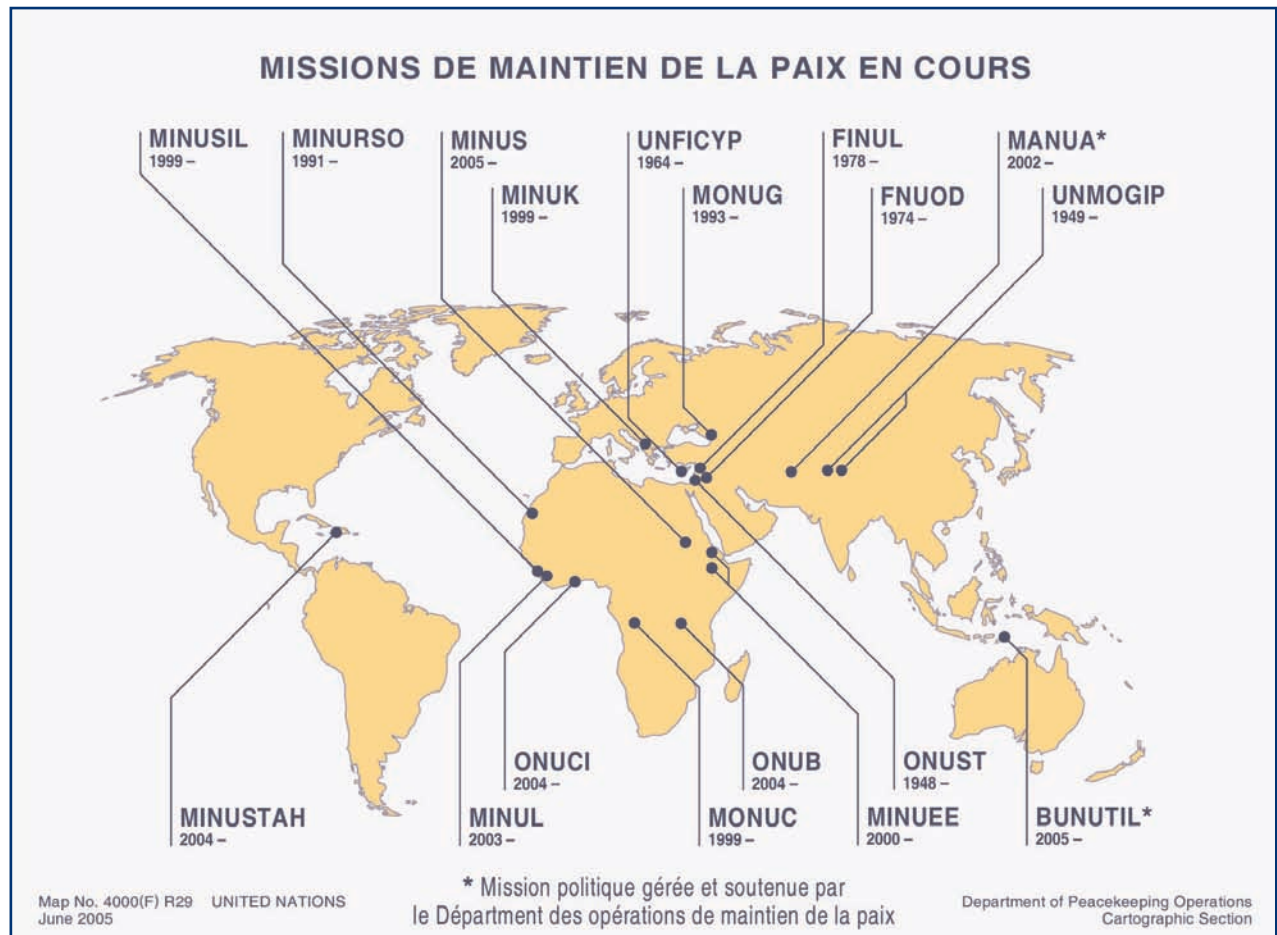 MISSIONS DE MAINTIEN DE LA PAIX EN COURS
MINUSIL
1999 –
MINURSO
1991 –
MINUS
2005 –
UNFICYP
1964 –
FINUL
1978 –
MANUA*
2002 –
MINUK
1999 –
MONUG
1993 –
FNUOD
1974 –
UNMOGIP
1949 –
ONUCI
2004 –
ONUB
2004 –
ONUST
1948 –
MINUSTAH
2004 –
MINUL
2003 –
MONUC
1999 –
MINUEE
2000 –
BUNUTIL*
2005 –
* Mission politique gérée et soutenue par
le Départment des opérations de maintien de la paix
Map No. 4000(F) R29 UNITED NATIONS
June 2005
Department of Peacekeeping Operations
Cartographic Section